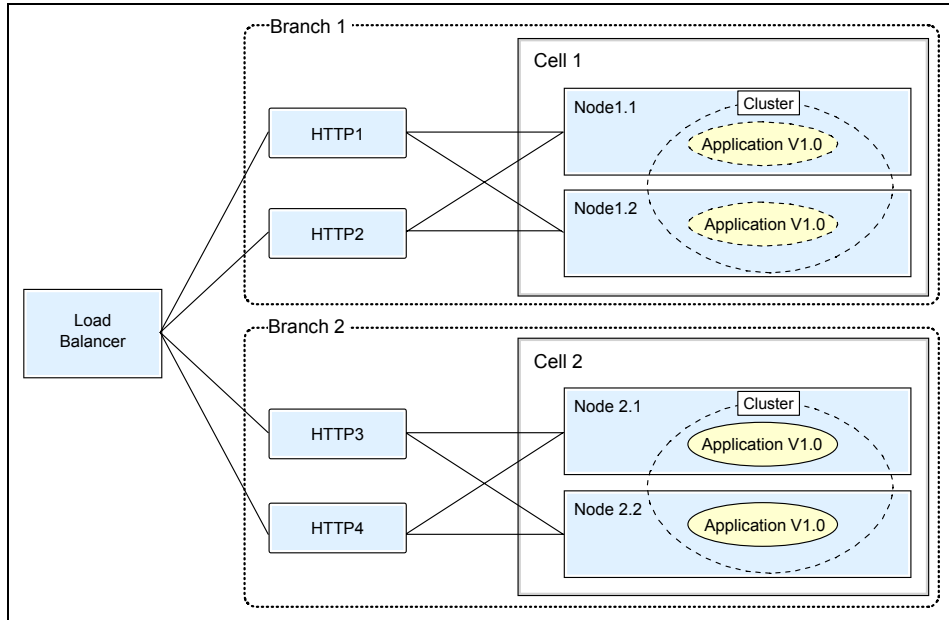 Branch 1
Cell 1
Node1.1
Cluster
Application V1.0
HTTP1
Node1.2
Application V1.0
HTTP2
Load
Balancer
Branch 2
Cell 2
Node 2.1
Cluster
Application V1.0
HTTP3
Node 2.2
Application V1.0
HTTP4